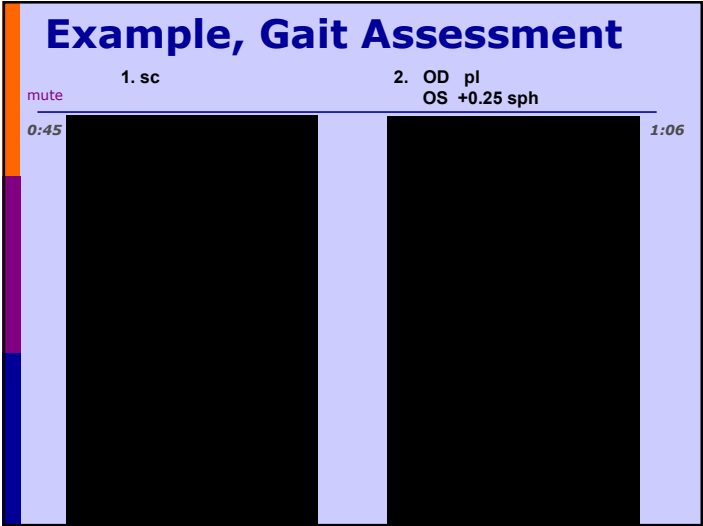 Example, Gait Assessment
1. sc
2. OD pl
OS +0.25 sph
mute
0:45
1:06